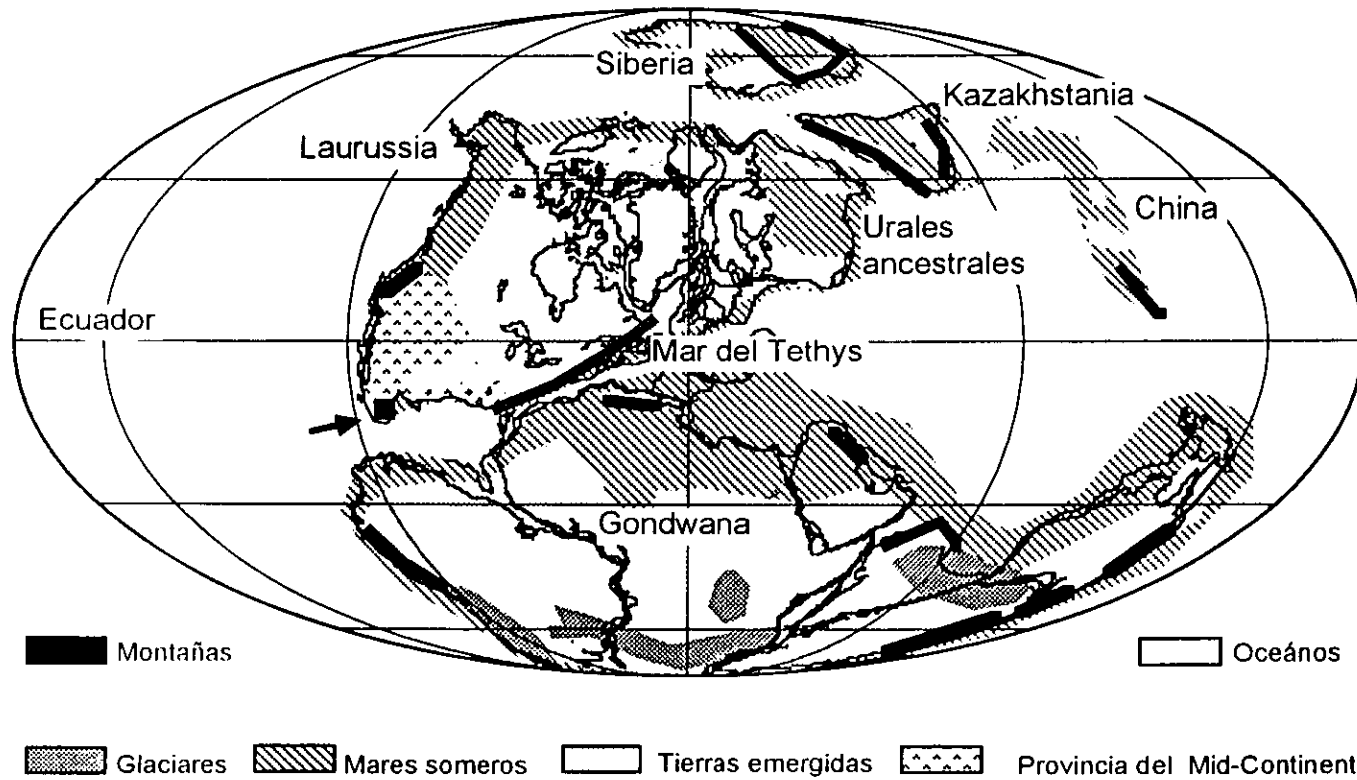 Siberia
Kazakhstania
Laurussia
China
Urales
ancestrales
Ecuador
Mar del Tethys
Gondwana
Montañas
Oceános
Glaciares
Mares someros
Tierras emergidas
Provincia del Mid-Continent